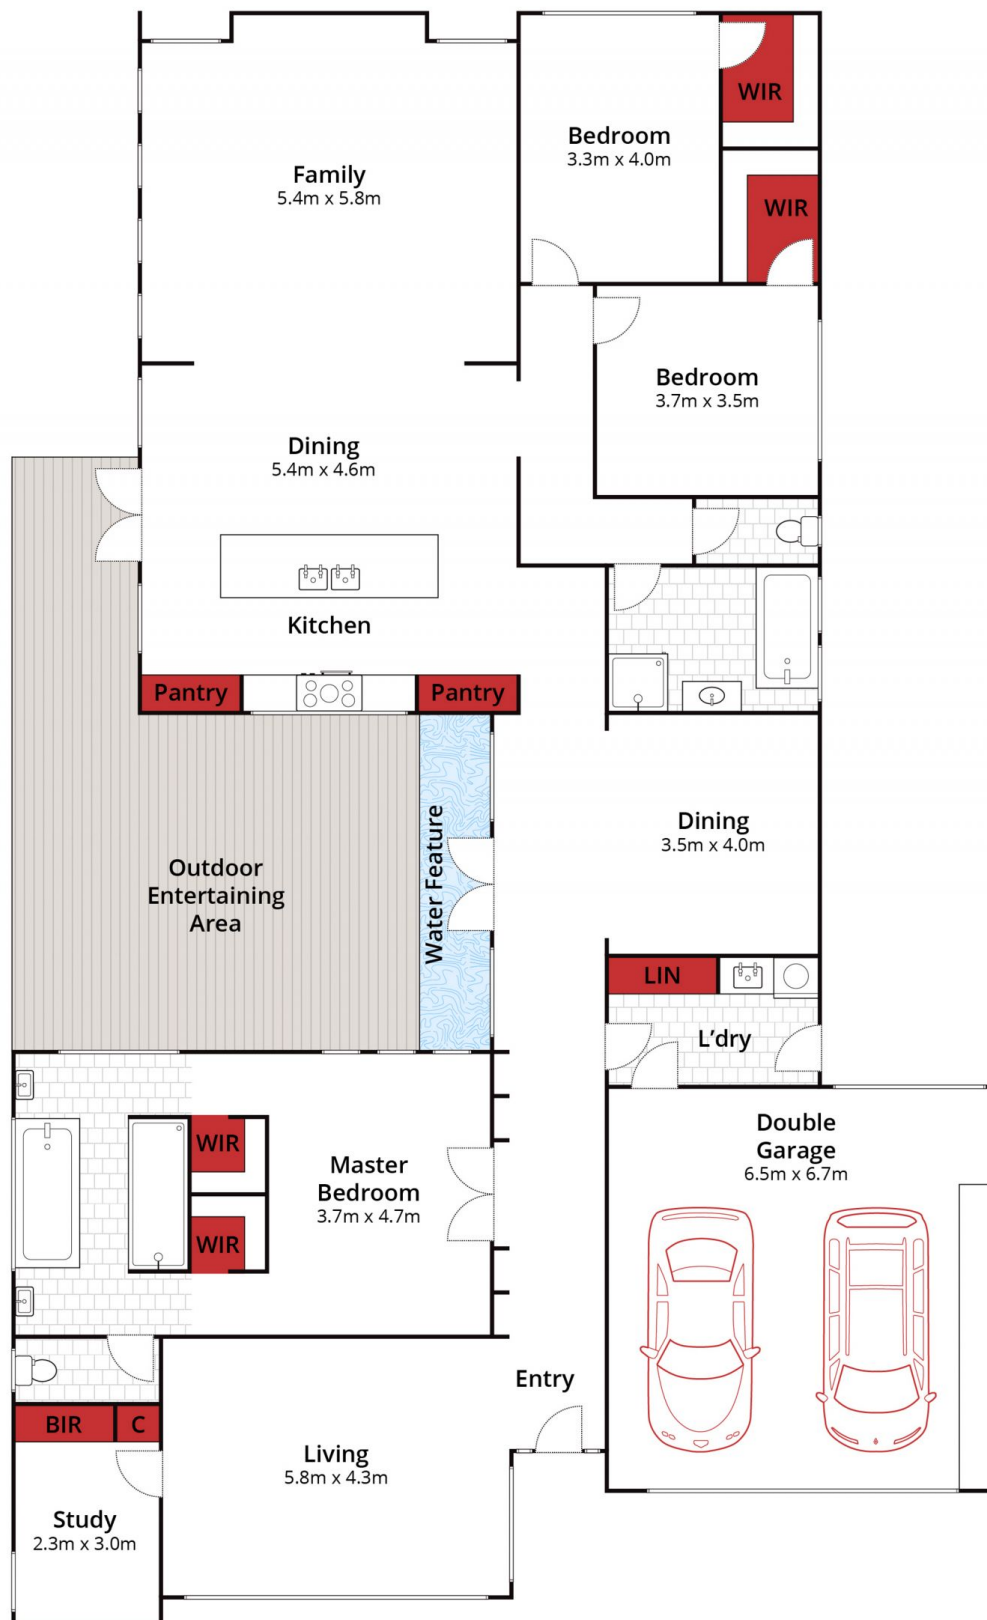 WIR
Bedroom
3.3m x 4.0m
Family
5.4m x 5.8m
WIR
Bedroom
3.7m x 3.5m
Dining
5.4m x 4.6m
Kitchen
Pantry
Pantry
Dining
3.5m x 4.0m
Outdoor
Entertaining
Area
Water Feature
LIN
L'dry
Double
Garage
6.5m x 6.7m
WIR
Master
Bedroom
3.7m x 4.7m
WIR
Entry
BIR
C
Living
5.8m x 4.3m
Study
2.3m x 3.0m